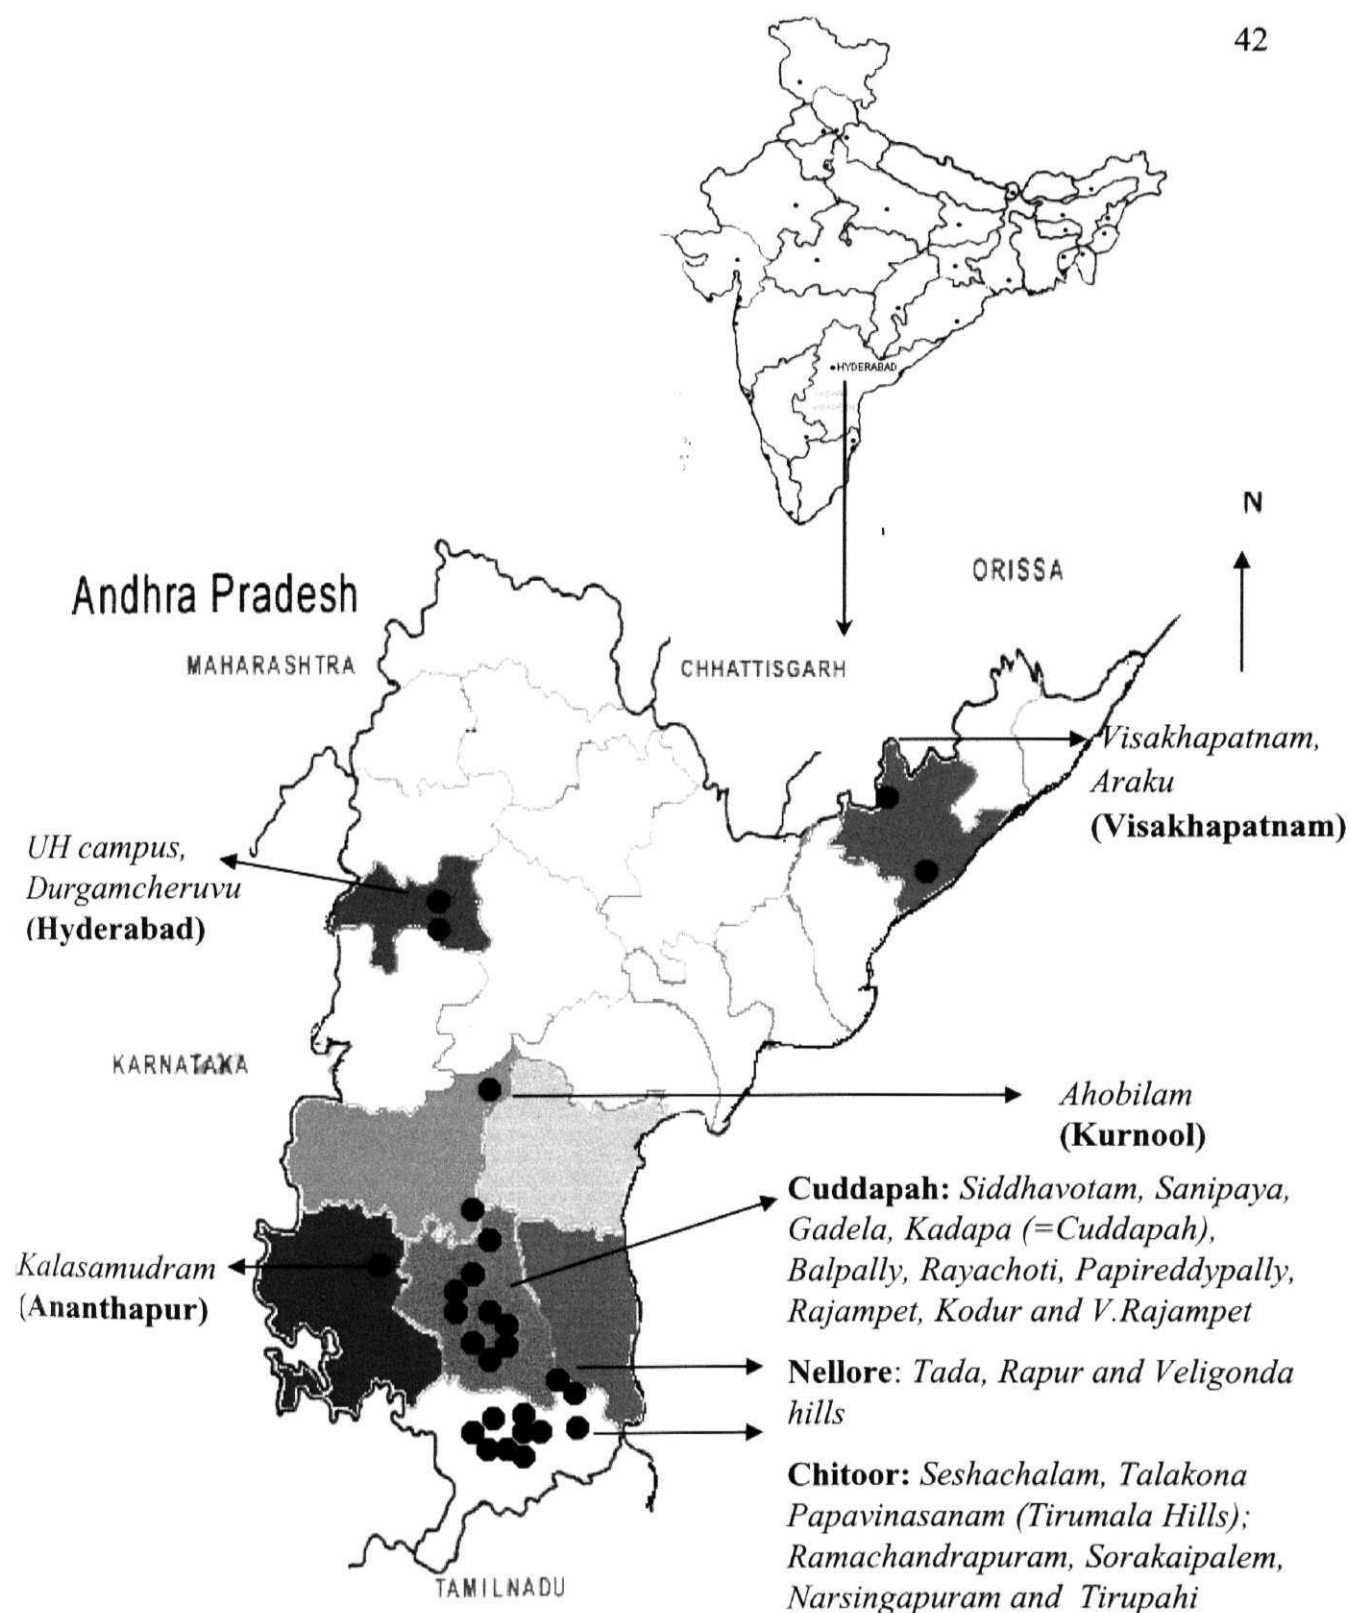 42
HYDERABAD
N
ORISSA
Andhra Pradesh
MAHARASHTRA
CHHATTISGARH
Visakhapatnam,
Araku
(Visakhapatnam)
UH campus,
Durgamcheruvu
(Hyderabad)
KARNATAKA
Ahobilam
(Kurnool)
Cuddapah: Siddhavotam, Sanipaya,
Gadela, Kadapa (=Cuddapah),
Balpally, Rayachoti, Papireddypally,
Rajampet, Kodur and V.Rajampet
Kalasamudram
(Ananthapur)
Nellore: Tada, Rapur and Veligonda
hills
Chitoor: Seshachalam, Talakona
Papavinasanam (Tirumala Hills);
Ramachandrapuram, Sorakaipalem,
Narsingapuram and Tirupahi
TAMILNADU